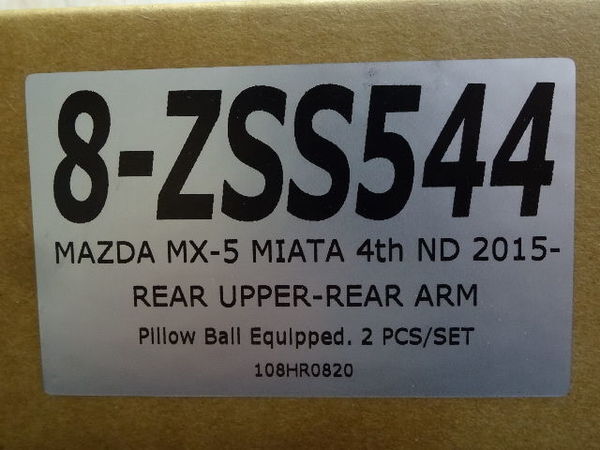 8-ZSS544
MAZDA MX-5 MIATA 4th ND 2015-
REAR UPPER-REAR ARM
Pillow Ball Equipped. 2 PCS/SET
108HR0820